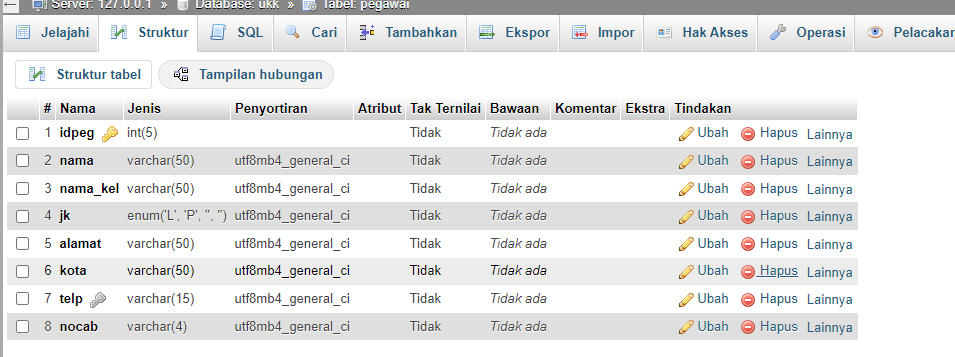 Server: 127.0.0.1 » Database: ukk » Tabel: pegawai
Jelajahi Struktur SQL Cari Tambahkan Ekspor Impor Hak Akses Operasi Pelacakan
Struktur tabel Tampilan hubungan
# Nama Jenis Penyortiran Atribut Tak Ternilai Bawaan Komentar Ekstra Tindakan
1 idpeg int(5) Tidak Tidak ada Ubah Hapus Lainnya
2 nama varchar(50) utf8mb4_general_ci Tidak Tidak ada Ubah Hapus Lainnya
3 nama_kel varchar(50) utf8mb4_general_ci Tidak Tidak ada Ubah Hapus Lainnya
4 jk enum('L', 'P', '', '') utf8mb4_general_ci Tidak Tidak ada Ubah Hapus Lainnya
5 alamat varchar(50) utf8mb4_general_ci Tidak Tidak ada Ubah Hapus Lainnya
6 kota varchar(50) utf8mb4_general_ci Tidak Tidak ada Ubah Hapus Lainnya
7 telp varchar(15) utf8mb4_general_ci Tidak Tidak ada Ubah Hapus Lainnya
8 nocab varchar(4) utf8mb4_general_ci Tidak Tidak ada Ubah Hapus Lainnya